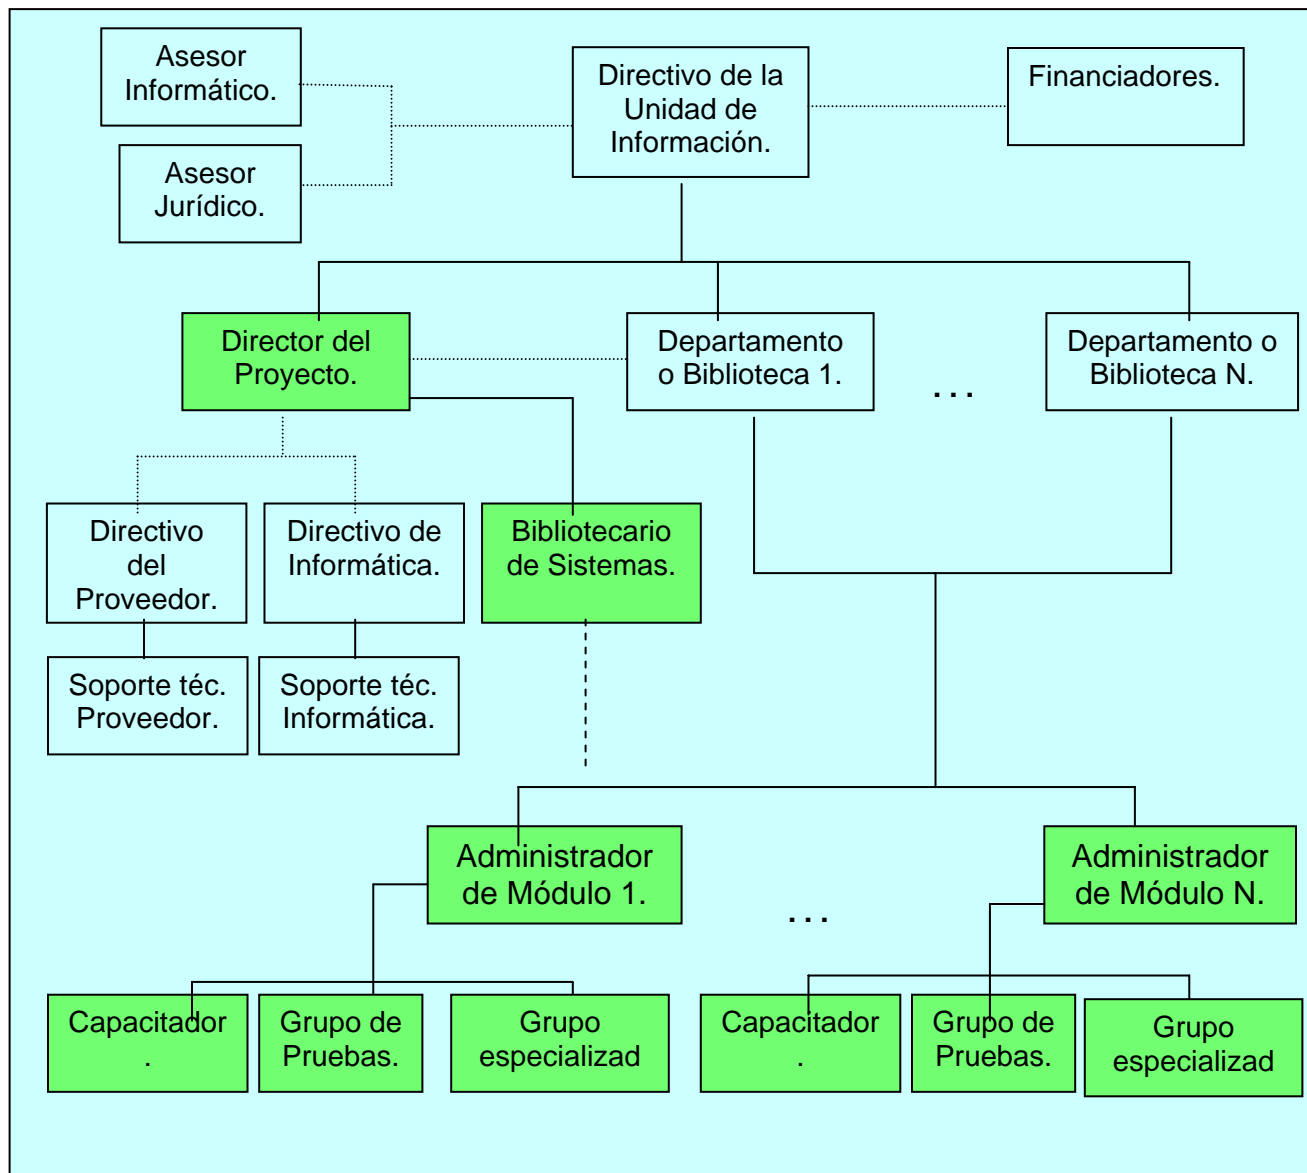 Asesor
Informático.
Directivo de la
Unidad de
Información.
Financiadores.
Asesor
Jurídico.
Director del
Proyecto.
Departamento
o Biblioteca 1.
. . .
Departamento o
Biblioteca N.
Directivo
del
Proveedor.
Directivo de
Informática.
Bibliotecario
de Sistemas.
Soporte téc.
Proveedor.
Soporte téc.
Informática.
Administrador
de Módulo 1.
. . .
Administrador
de Módulo N.
Capacitador
.
Grupo de
Pruebas.
Grupo
especializad
Capacitador
.
Grupo de
Pruebas.
Grupo
especializad